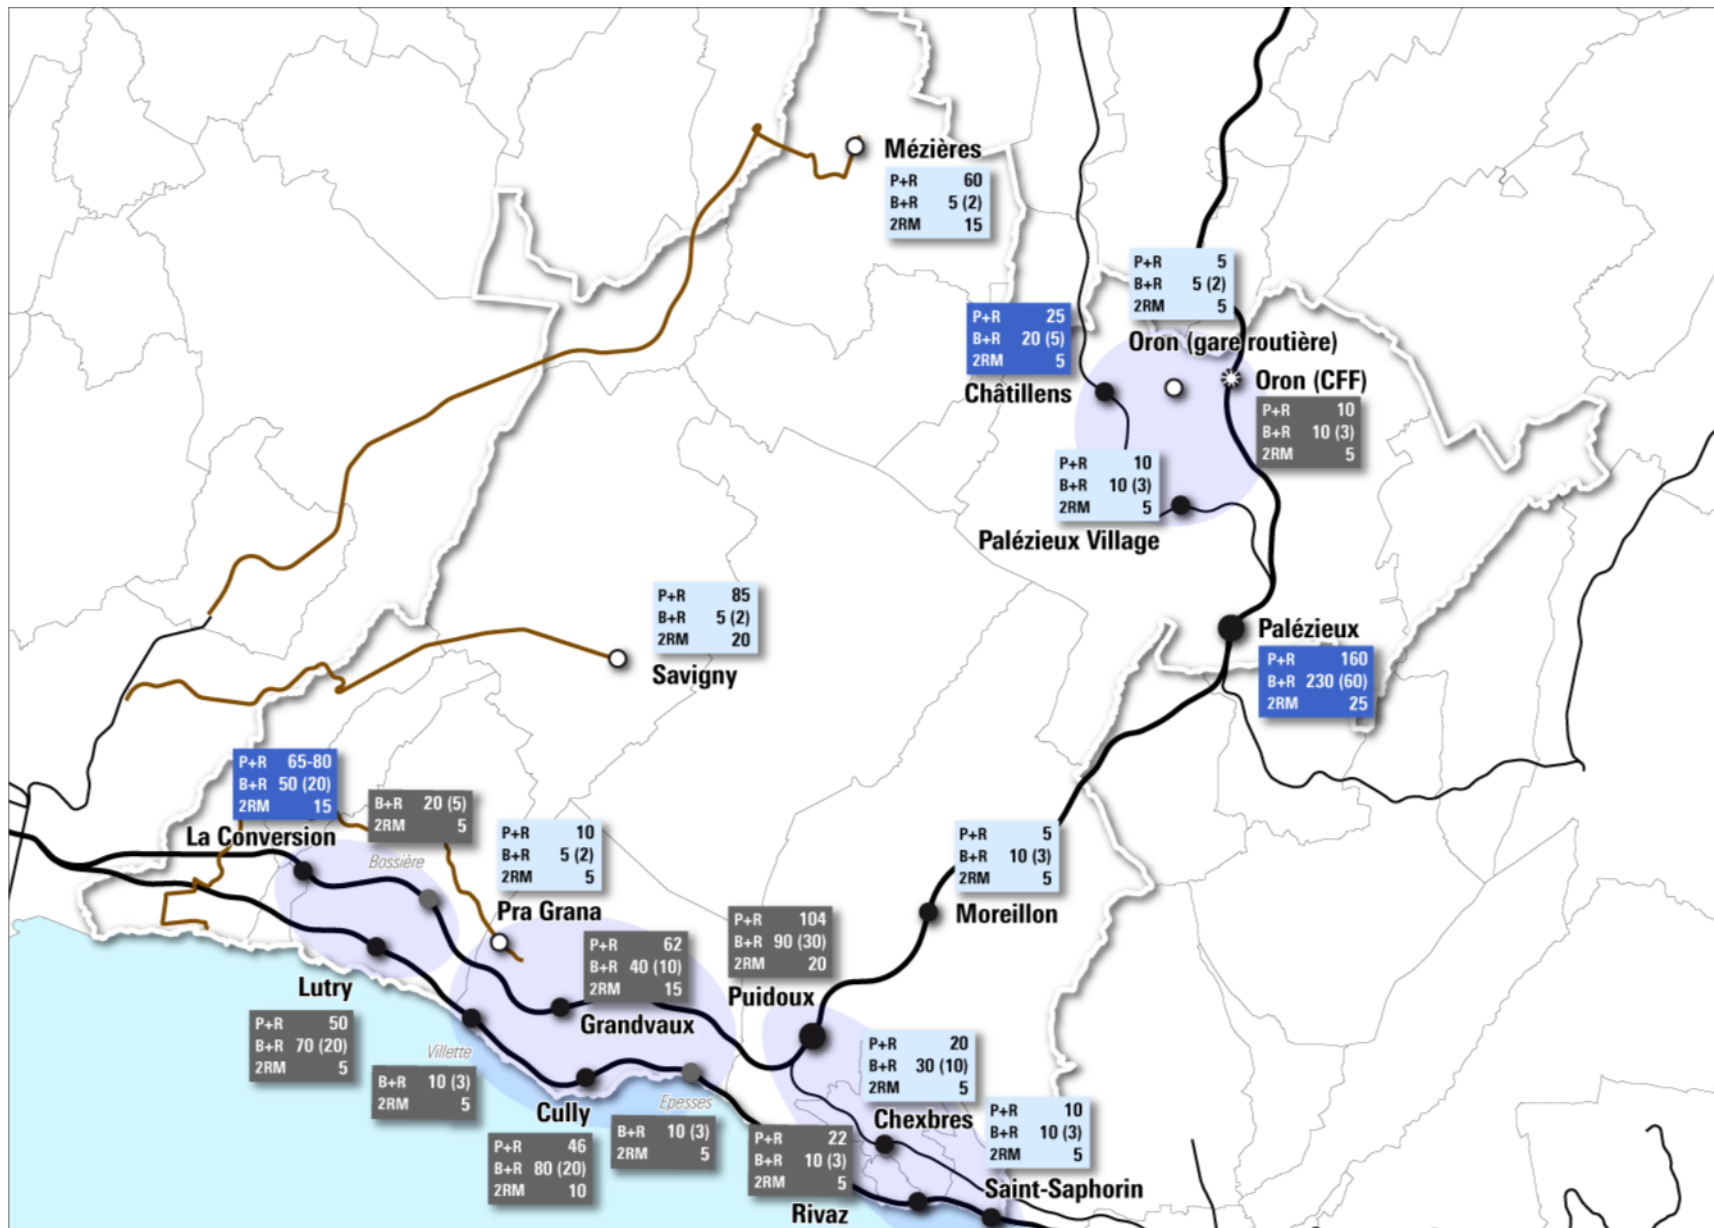 Mézières
P+R 60
B+R 5 (2)
2RM 15
P+R 5
B+R 5 (2)
2RM 5
Oron (gare routière)
P+R 25
B+R 20 (5)
2RM 5
Châtillens
Oron (CFF)
P+R 10
B+R 10 (3)
2RM 5
P+R 10
B+R 10 (3)
2RM 5
Palézieux Village
P+R 85
B+R 5 (2)
2RM 20
Savigny
Palézieux
P+R 160
B+R 230 (60)
2RM 25
P+R 65-80
B+R 50 (20)
2RM 15
La Conversion
B+R 20 (5)
2RM 5
Bossière
P+R 10
B+R 5 (2)
2RM 5
Pra Grana
P+R 5
B+R 10 (3)
2RM 5
Moreillon
P+R 104
B+R 90 (30)
2RM 20
Puidoux
P+R 62
B+R 40 (10)
2RM 15
Grandvaux
Lutry
P+R 50
B+R 70 (20)
2RM 5
Villette
B+R 10 (3)
2RM 5
Cully
P+R 46
B+R 80 (20)
2RM 10
Epesses
B+R 10 (3)
2RM 5
P+R 20
B+R 30 (10)
2RM 5
Chexbres
P+R 22
B+R 10 (3)
2RM 5
Rivaz
P+R 10
B+R 10 (3)
2RM 5
Saint-Saphorin